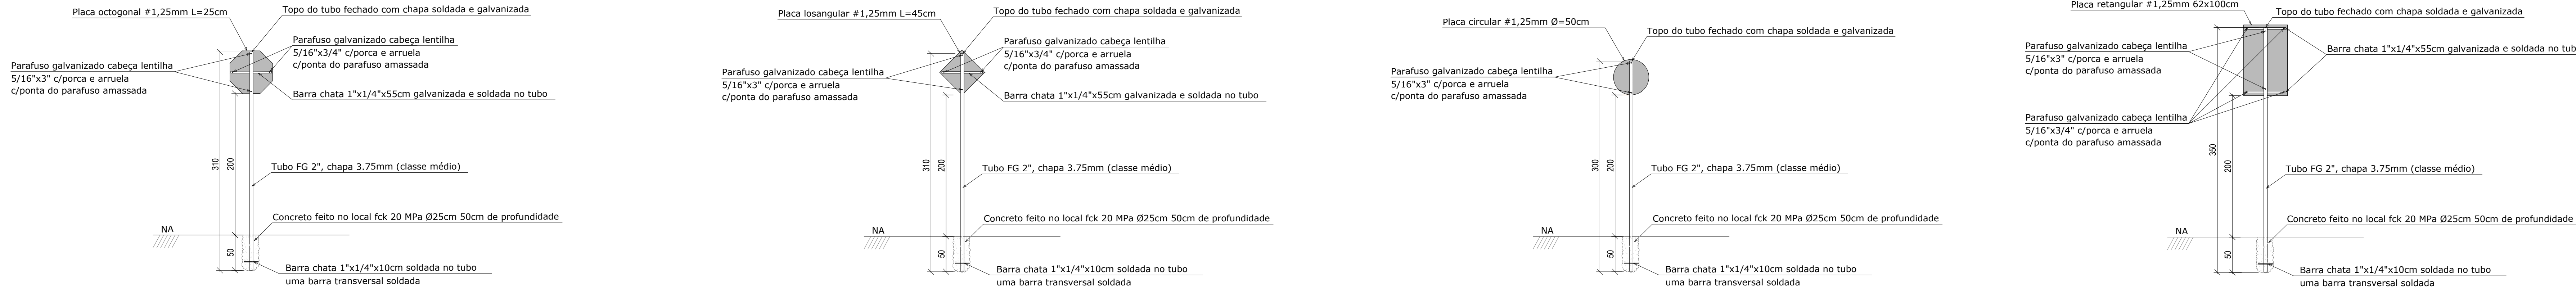 Placa octogonal #1,25mm L=25cm
Topo do tubo fechado com chapa soldada e galvanizada
Parafuso galvanizado cabeça lentilha
5/16"x3/4" c/porca e arruela
c/ponta do parafuso amassada
Parafuso galvanizado cabeça lentilha
5/16"x3" c/porca e arruela
c/ponta do parafuso amassada
Barra chata 1"x1/4"x55cm galvanizada e soldada no tubo
310
200
Tubo FG 2", chapa 3.75mm (classe médio)
Concreto feito no local fck 20 MPa Ø25cm 50cm de profundidade
NA
50
Barra chata 1"x1/4"x10cm soldada no tubo
uma barra transversal soldada
Placa losangular #1,25mm L=45cm
Topo do tubo fechado com chapa soldada e galvanizada
Parafuso galvanizado cabeça lentilha
5/16"x3/4" c/porca e arruela
c/ponta do parafuso amassada
Parafuso galvanizado cabeça lentilha
5/16"x3" c/porca e arruela
c/ponta do parafuso amassada
Barra chata 1"x1/4"x55cm galvanizada e soldada no tubo
310
200
Tubo FG 2", chapa 3.75mm (classe médio)
Concreto feito no local fck 20 MPa Ø25cm 50cm de profundidade
NA
50
Barra chata 1"x1/4"x10cm soldada no tubo
uma barra transversal soldada
Placa circular #1,25mm Ø=50cm
Topo do tubo fechado com chapa soldada e galvanizada
Parafuso galvanizado cabeça lentilha
5/16"x3" c/porca e arruela
c/ponta do parafuso amassada
300
200
Tubo FG 2", chapa 3.75mm (classe médio)
Concreto feito no local fck 20 MPa Ø25cm 50cm de profundidade
NA
50
Barra chata 1"x1/4"x10cm soldada no tubo
uma barra transversal soldada
Placa retangular #1,25mm 62x100cm
Topo do tubo fechado com chapa soldada e galvanizada
Parafuso galvanizado cabeça lentilha
5/16"x3" c/porca e arruela
c/ponta do parafuso amassada
Barra chata 1"x1/4"x55cm galvanizada e soldada no tub
Parafuso galvanizado cabeça lentilha
5/16"x3/4" c/porca e arruela
c/ponta do parafuso amassada
350
200
Tubo FG 2", chapa 3.75mm (classe médio)
Concreto feito no local fck 20 MPa Ø25cm 50cm de profundidade
NA
50
Barra chata 1"x1/4"x10cm soldada no tubo
uma barra transversal soldada